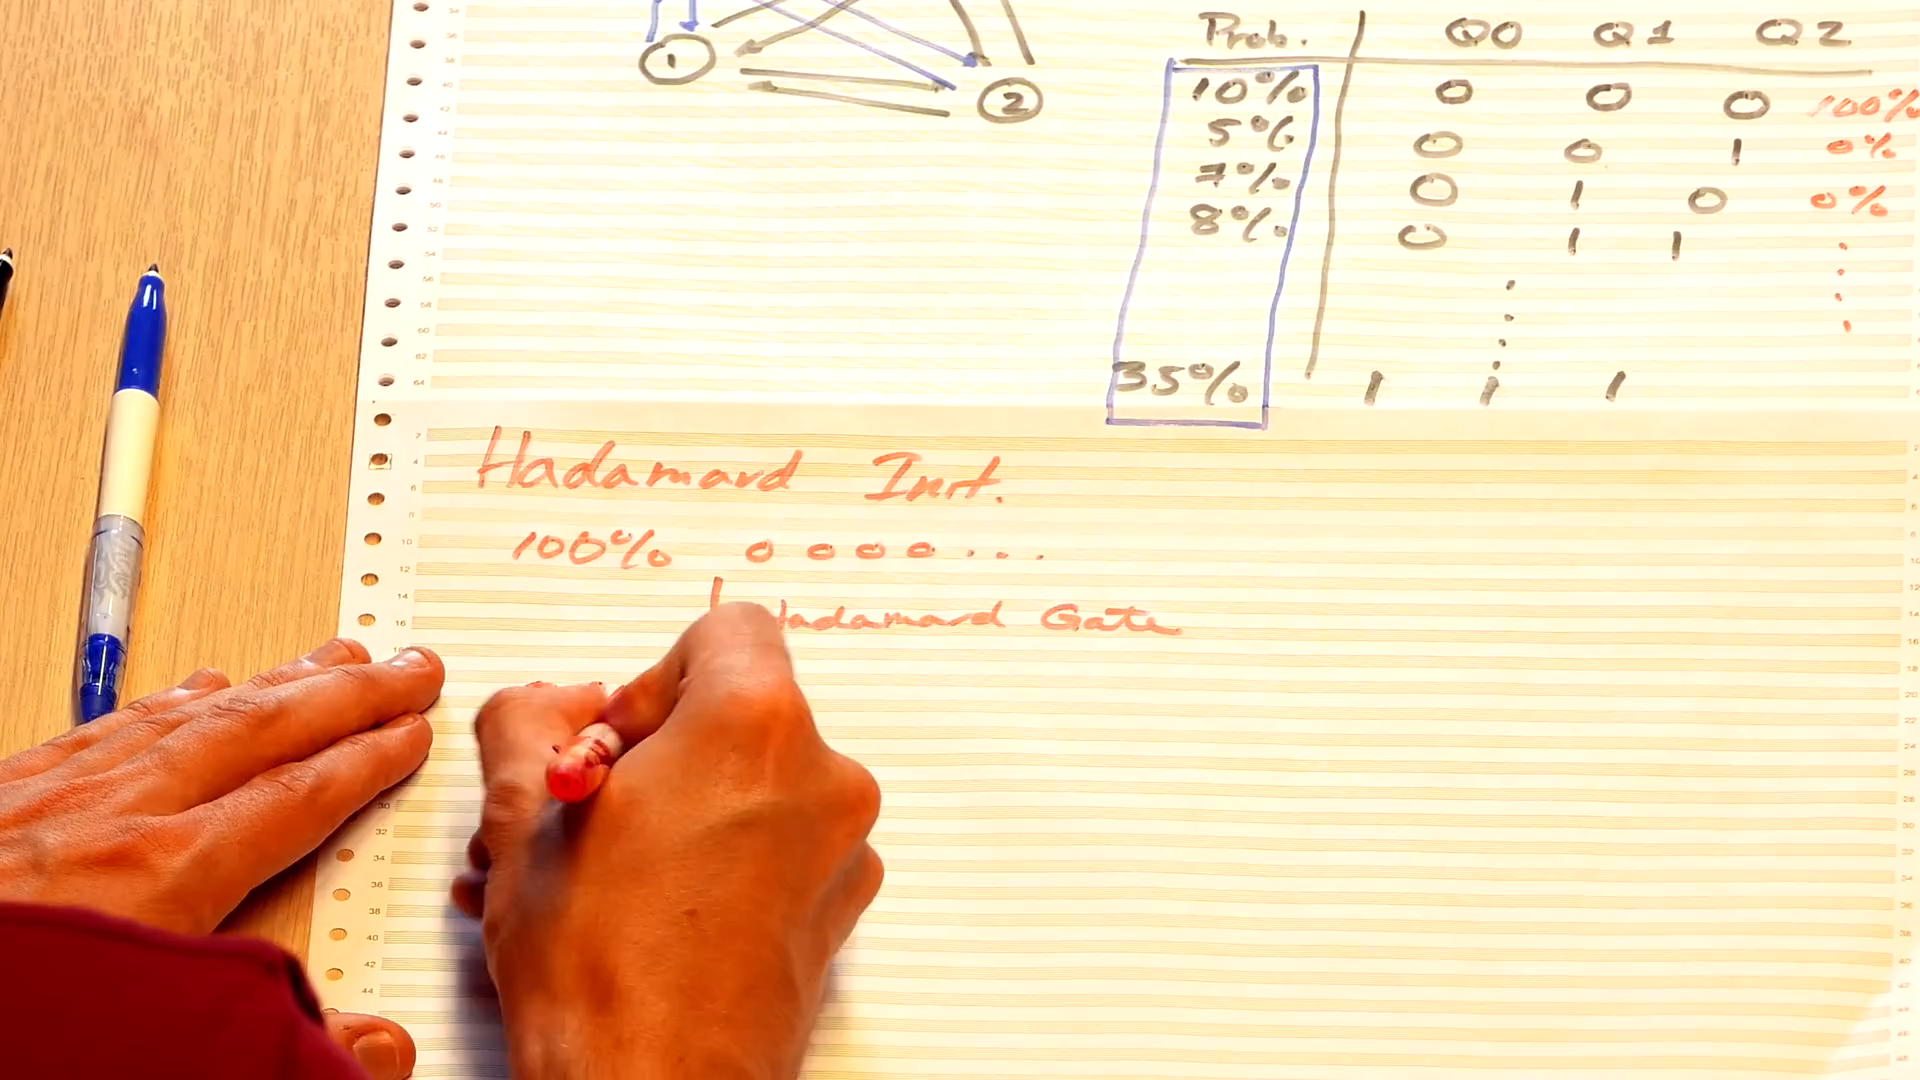 1
2
Prob. Q0 Q1 Q2
10% 0 0 0 100%
5% 0 0 1 0%
7% 0 1 0 0%
8% 0 1 1
35% 1 1 1
Hadamard Init.
100% 0 0 0 0 . . .
Hadamard Gate